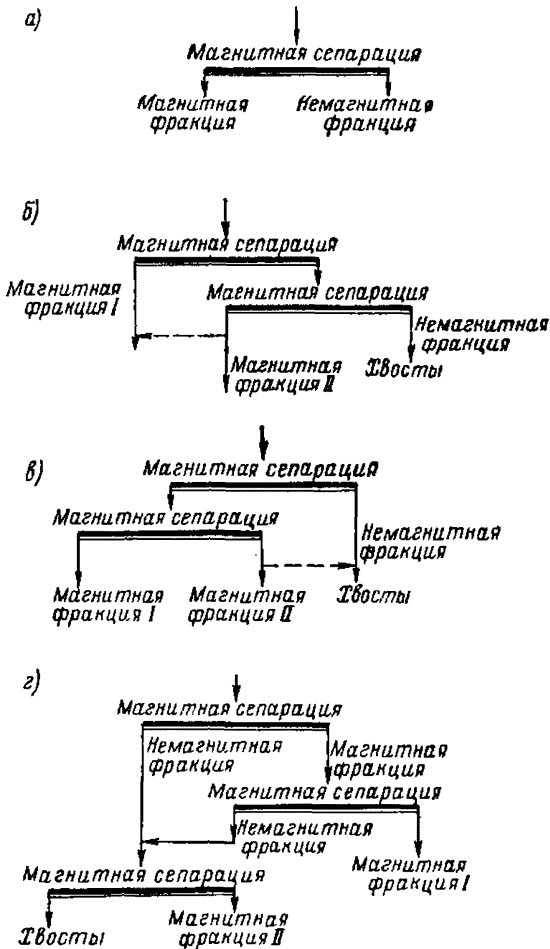 а)
Магнитная сепарация
Магнитная фракция
Немагнитная фракция
б)
Магнитная сепарация
Магнитная фракция I
Магнитная сепарация
Немагнитная фракция
Магнитная фракция II
Хвосты
в)
Магнитная сепарация
Магнитная сепарация
Немагнитная фракция
Магнитная фракция I
Магнитная фракция II
Хвосты
г)
Магнитная сепарация
Немагнитная фракция
Магнитная фракция
Магнитная сепарация
Немагнитная фракция
Магнитная сепарация
Магнитная фракция I
Хвосты
Магнитная фракция II